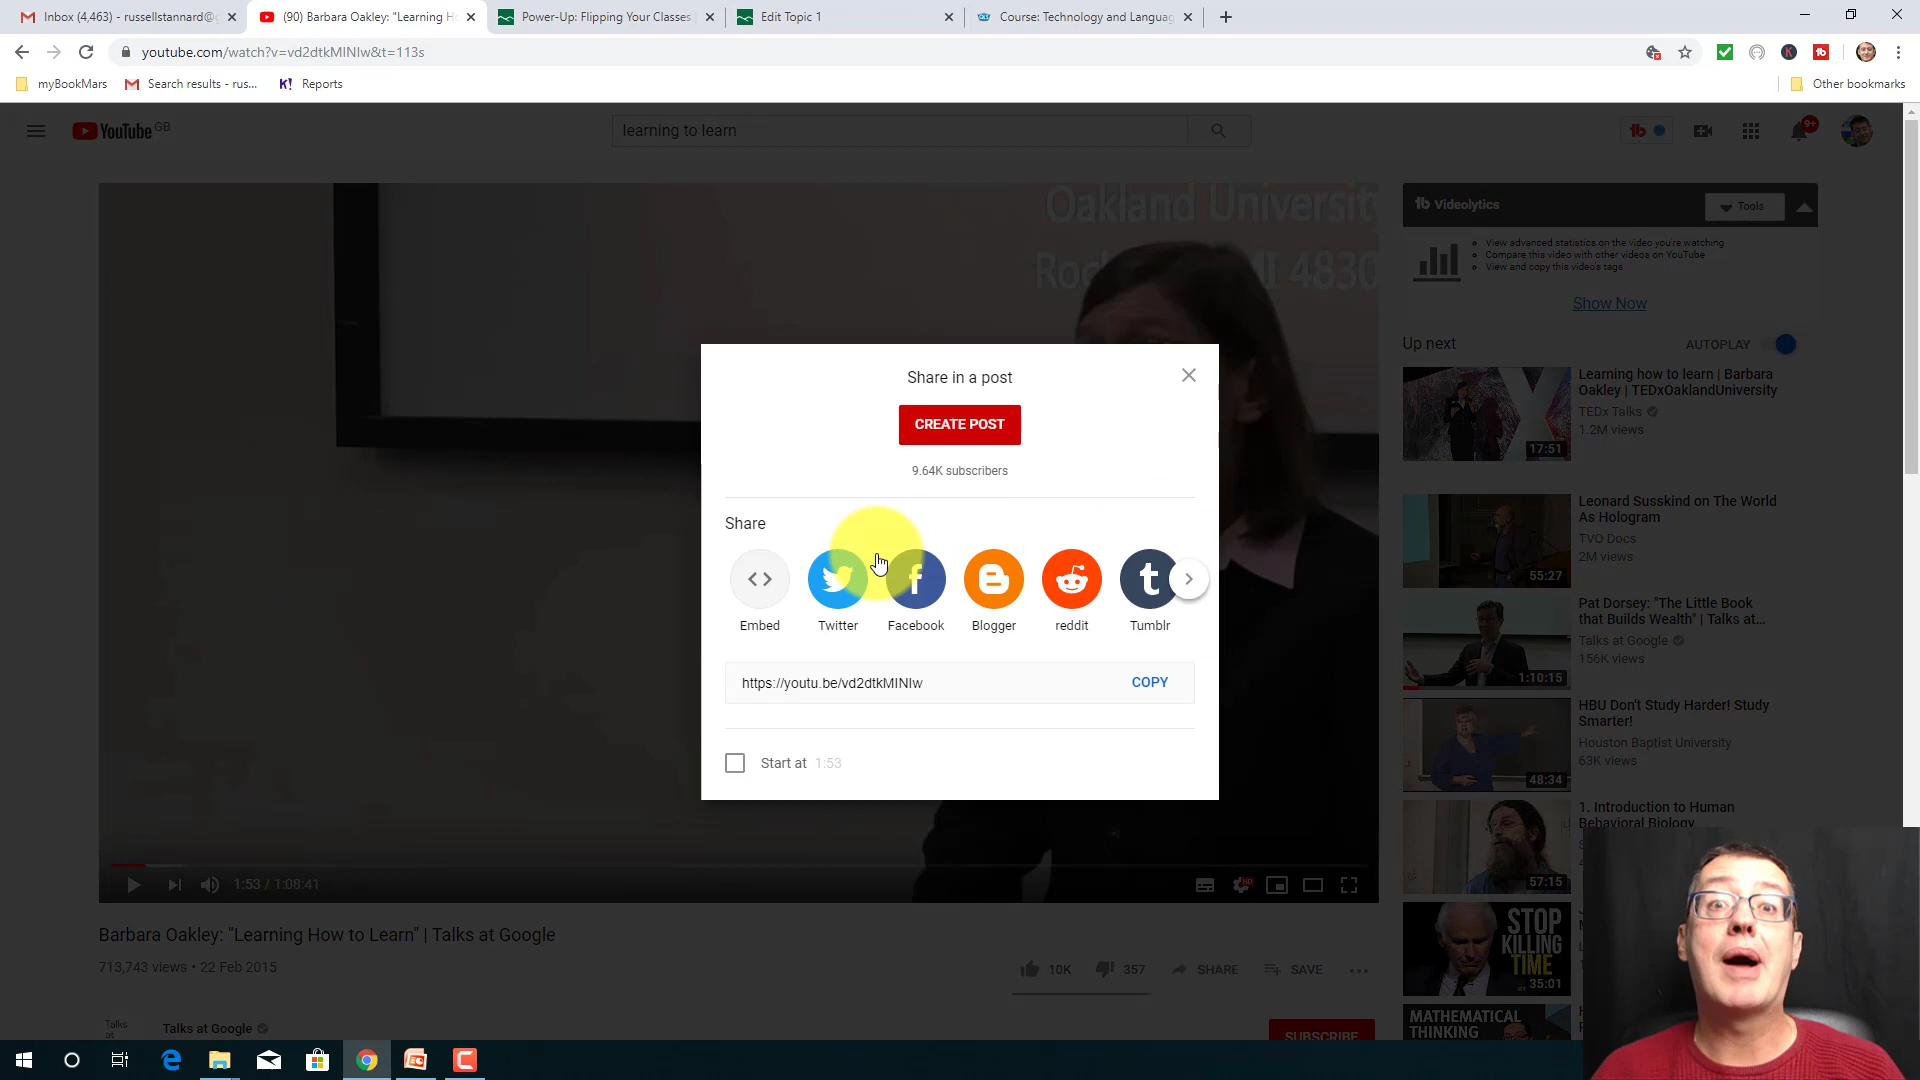 Inbox (4,463) - russellstannard@g
(90) Barbara Oakley: "Learning H
Power-Up: Flipping Your Classes
Edit Topic 1
Course: Technology and Languag
youtube.com/watch?v=vd2dtkMINIw&t=113s
myBookMars
Search results - rus...
Reports
Other bookmarks
YouTube GB
learning to learn
9+
Oakland University
Videolytics
Tools
View advanced statistics on the video you're watching
Compare this video with other videos on YouTube
View and copy this video's tags
Show Now
Up next
AUTOPLAY
Learning how to learn | Barbara
Oakley | TEDxOaklandUniversity
TEDx Talks
1.2M views
17:51
Leonard Susskind on The World
As Hologram
TVO Docs
2M views
55:27
Pat Dorsey: "The Little Book
that Builds Wealth" | Talks at...
Talks at Google
156K views
1:10:15
HBU Don't Study Harder! Study
Smarter!
Houston Baptist University
63K views
48:34
1. Introduction to Human
Behavioral Biology
57:15
STOP
KILLING
TIME
35:01
MATHEMATICAL
THINKING
Share in a post
CREATE POST
9.64K subscribers
Share
Embed
Twitter
Facebook
Blogger
reddit
Tumblr
https://youtu.be/vd2dtkMINIw
COPY
Start at 1:53
1:53 / 1:08:41
HD
Barbara Oakley: "Learning How to Learn" | Talks at Google
713,743 views • 22 Feb 2015
10K
357
SHARE
SAVE
Talks
at
Talks at Google
SUBSCRIBE